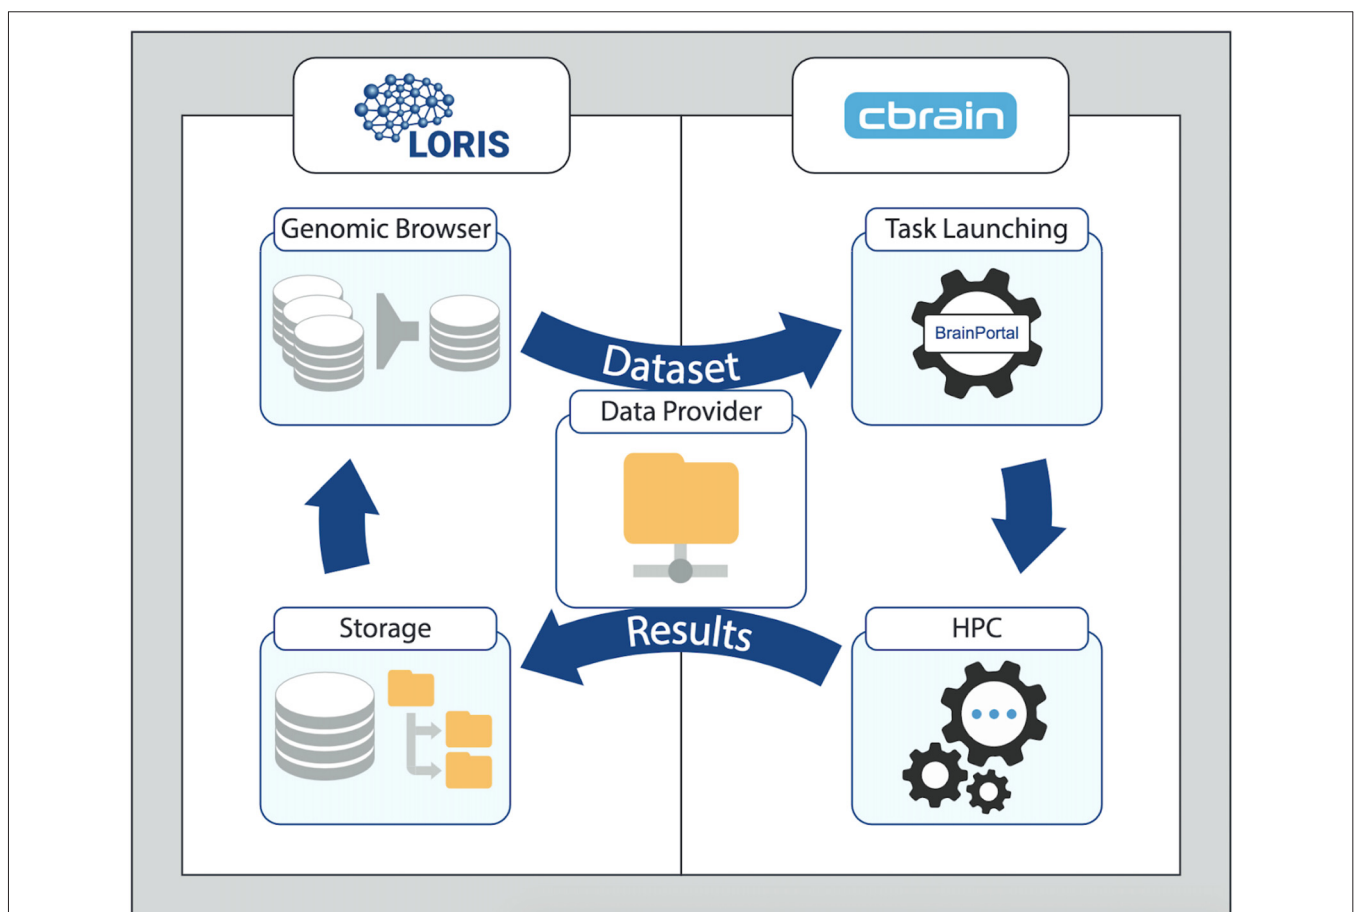 LORIS
cbrain
Genomic Browser
Task Launching
BrainPortal
Dataset
Data Provider
Storage
Results
HPC